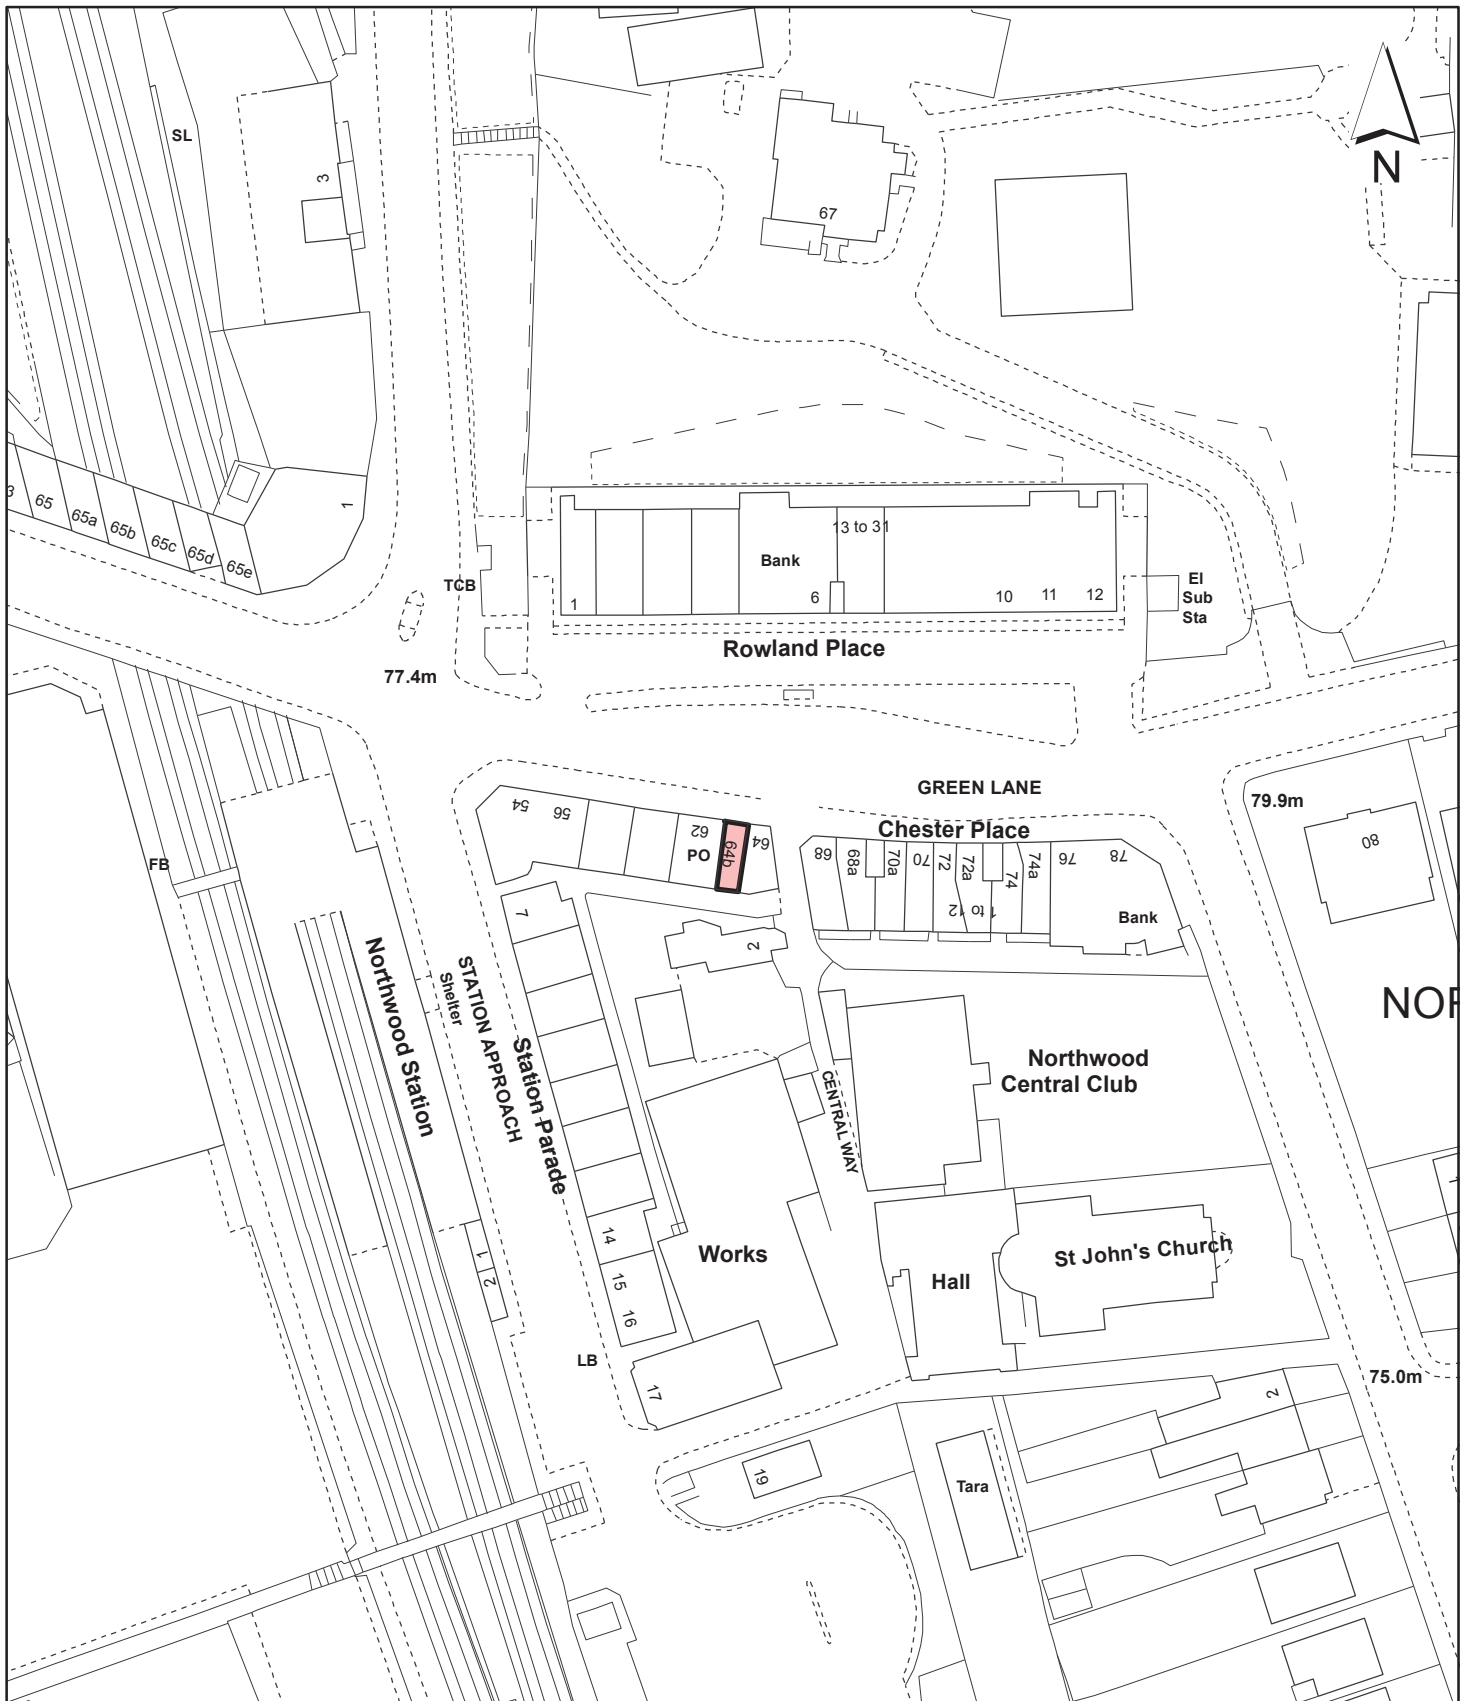 N
SL
3
67
3
65
65a
65b
65c
65d
65e
1
13 to 31
Bank
TCB
1
6
10
11
12
El
Sub
Sta
Rowland Place
77.4m
GREEN LANE
79.9m
Chester Place
54
56
62
PO
64b
64
68
68a
70a
70
72
72a
74
74a
76
78
1 to 12
Bank
80
FB
7
2
Northwood Station
Shelter
STATION APPROACH
Station Parade
NOR
Northwood
Central Club
CENTRAL WAY
1
2
14
15
16
Works
Hall
St John's Church
LB
17
75.0m
2
19
Tara